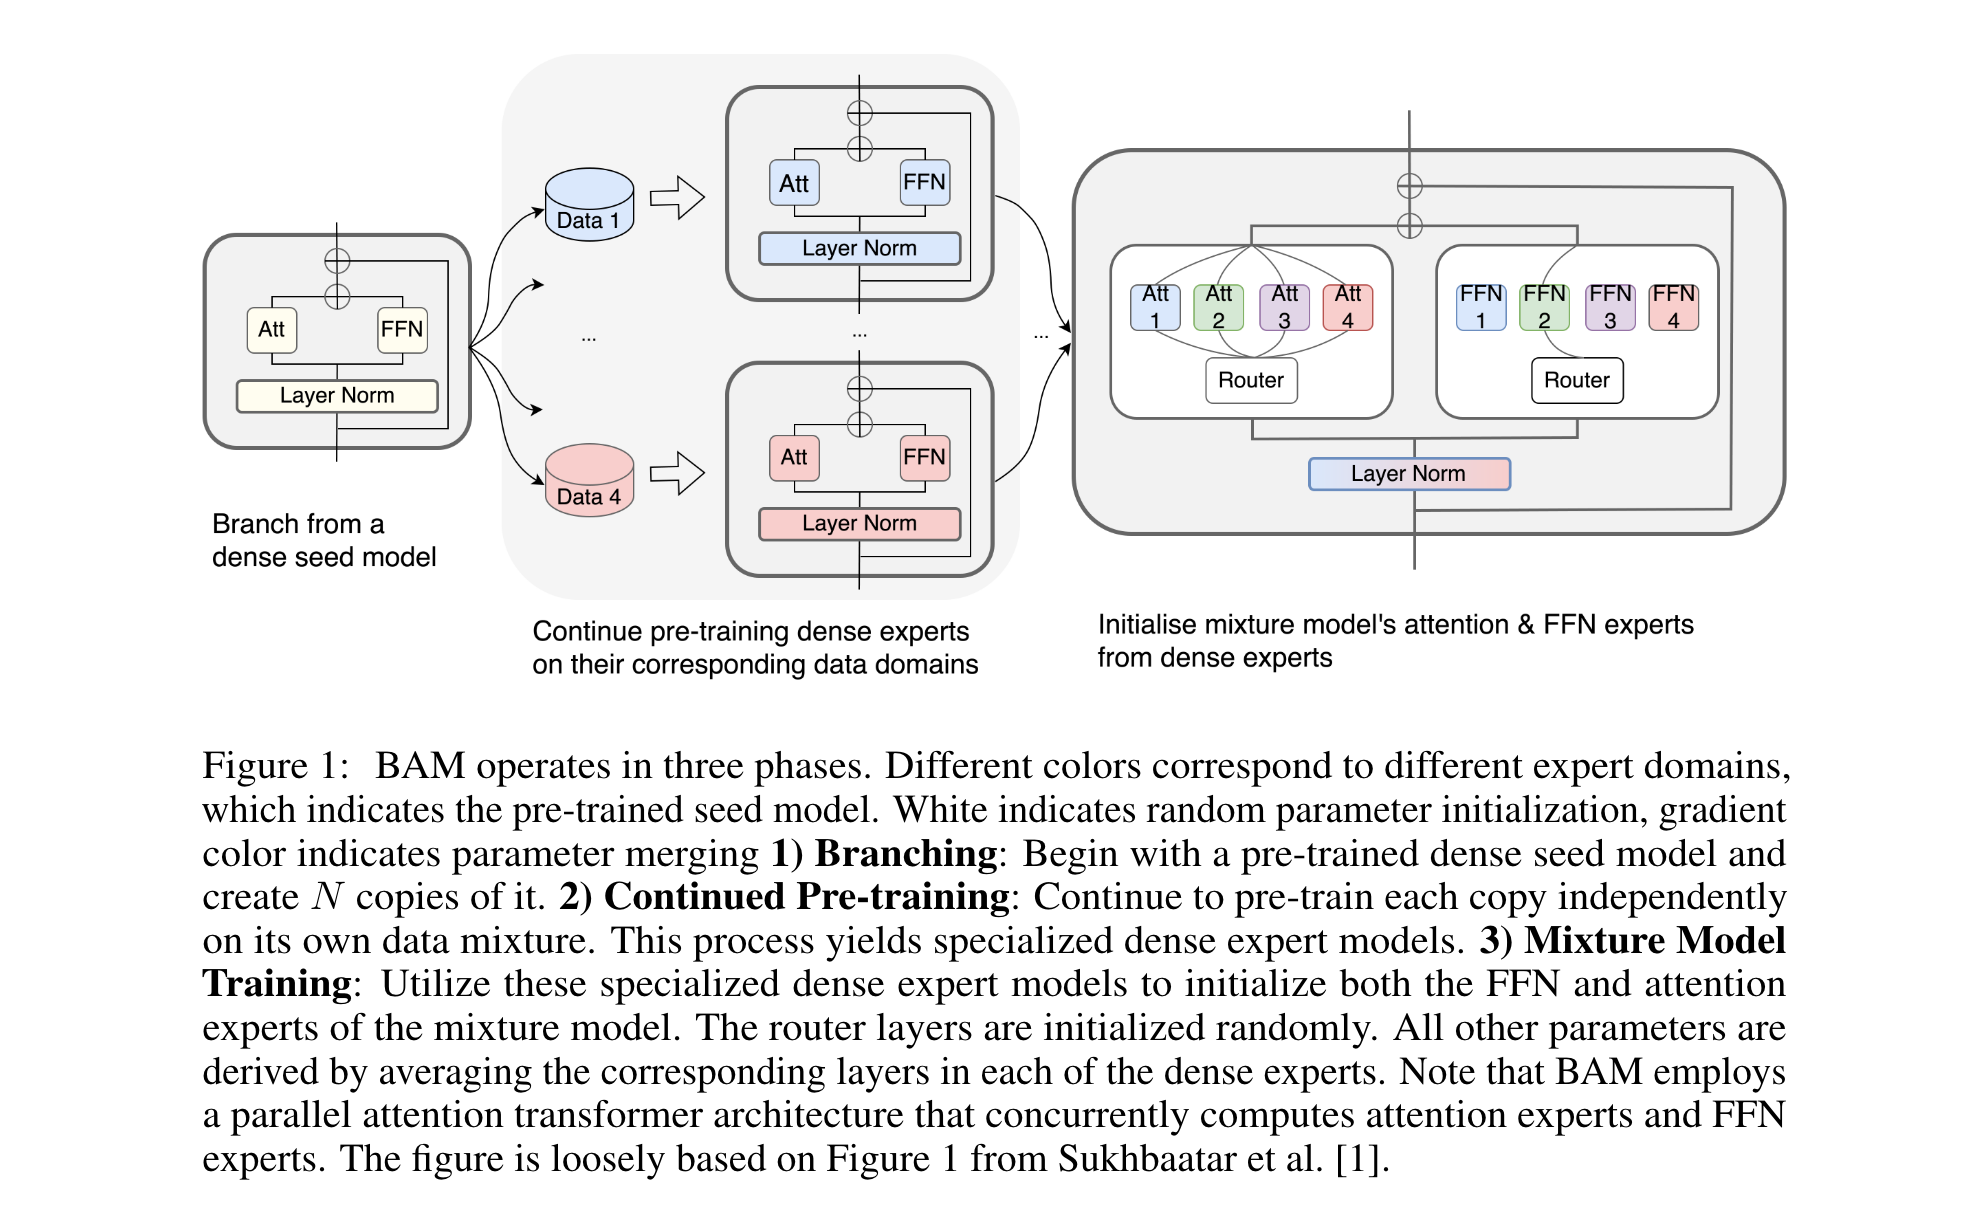 Att
FFN
Layer Norm
Branch from a
dense seed model
Data 1
...
Data 4
Att
FFN
Layer Norm
...
Att
FFN
Layer Norm
Continue pre-training dense experts
on their corresponding data domains
...
Att 1
Att 2
Att 3
Att 4
Router
FFN 1
FFN 2
FFN 3
FFN 4
Router
Layer Norm
Initialise mixture model's attention & FFN experts
from dense experts
Figure 1: BAM operates in three phases. Different colors correspond to different expert domains,
which indicates the pre-trained seed model. White indicates random parameter initialization, gradient
color indicates parameter merging 1) Branching: Begin with a pre-trained dense seed model and
create N copies of it. 2) Continued Pre-training: Continue to pre-train each copy independently
on its own data mixture. This process yields specialized dense expert models. 3) Mixture Model
Training: Utilize these specialized dense expert models to initialize both the FFN and attention
experts of the mixture model. The router layers are initialized randomly. All other parameters are
derived by averaging the corresponding layers in each of the dense experts. Note that BAM employs
a parallel attention transformer architecture that concurrently computes attention experts and FFN
experts. The figure is loosely based on Figure 1 from Sukhbaatar et al. [1].